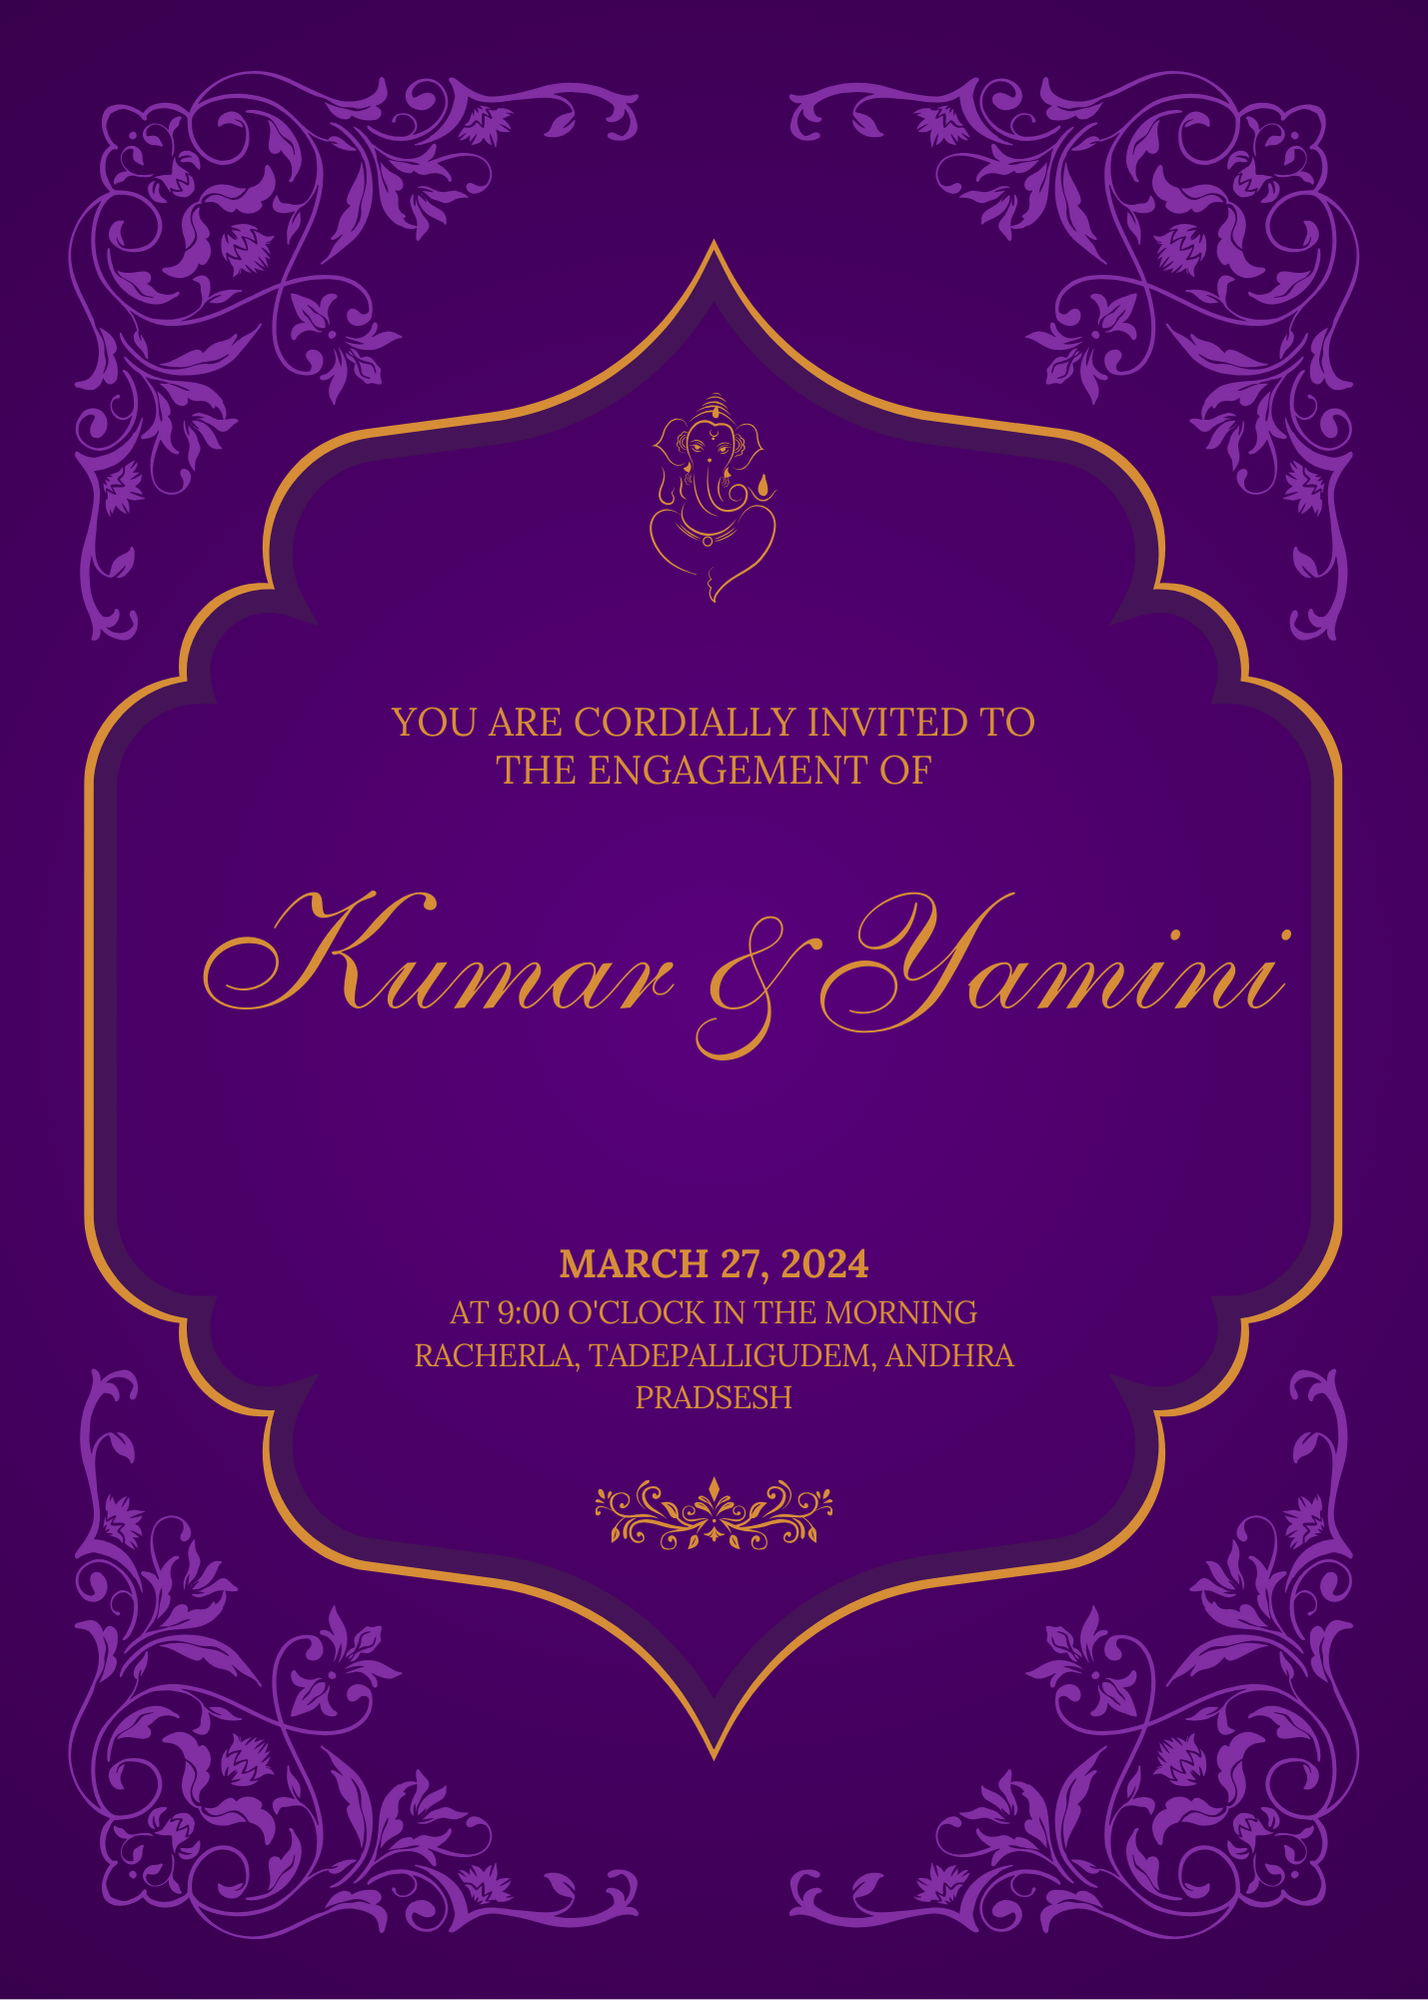 YOU ARE CORDIALLY INVITED TO
THE ENGAGEMENT OF
Kumar & Yamini
MARCH 27, 2024
AT 9:00 O'CLOCK IN THE MORNING
RACHERLA, TADEPALLIGUDEM, ANDHRA
PRADSESH